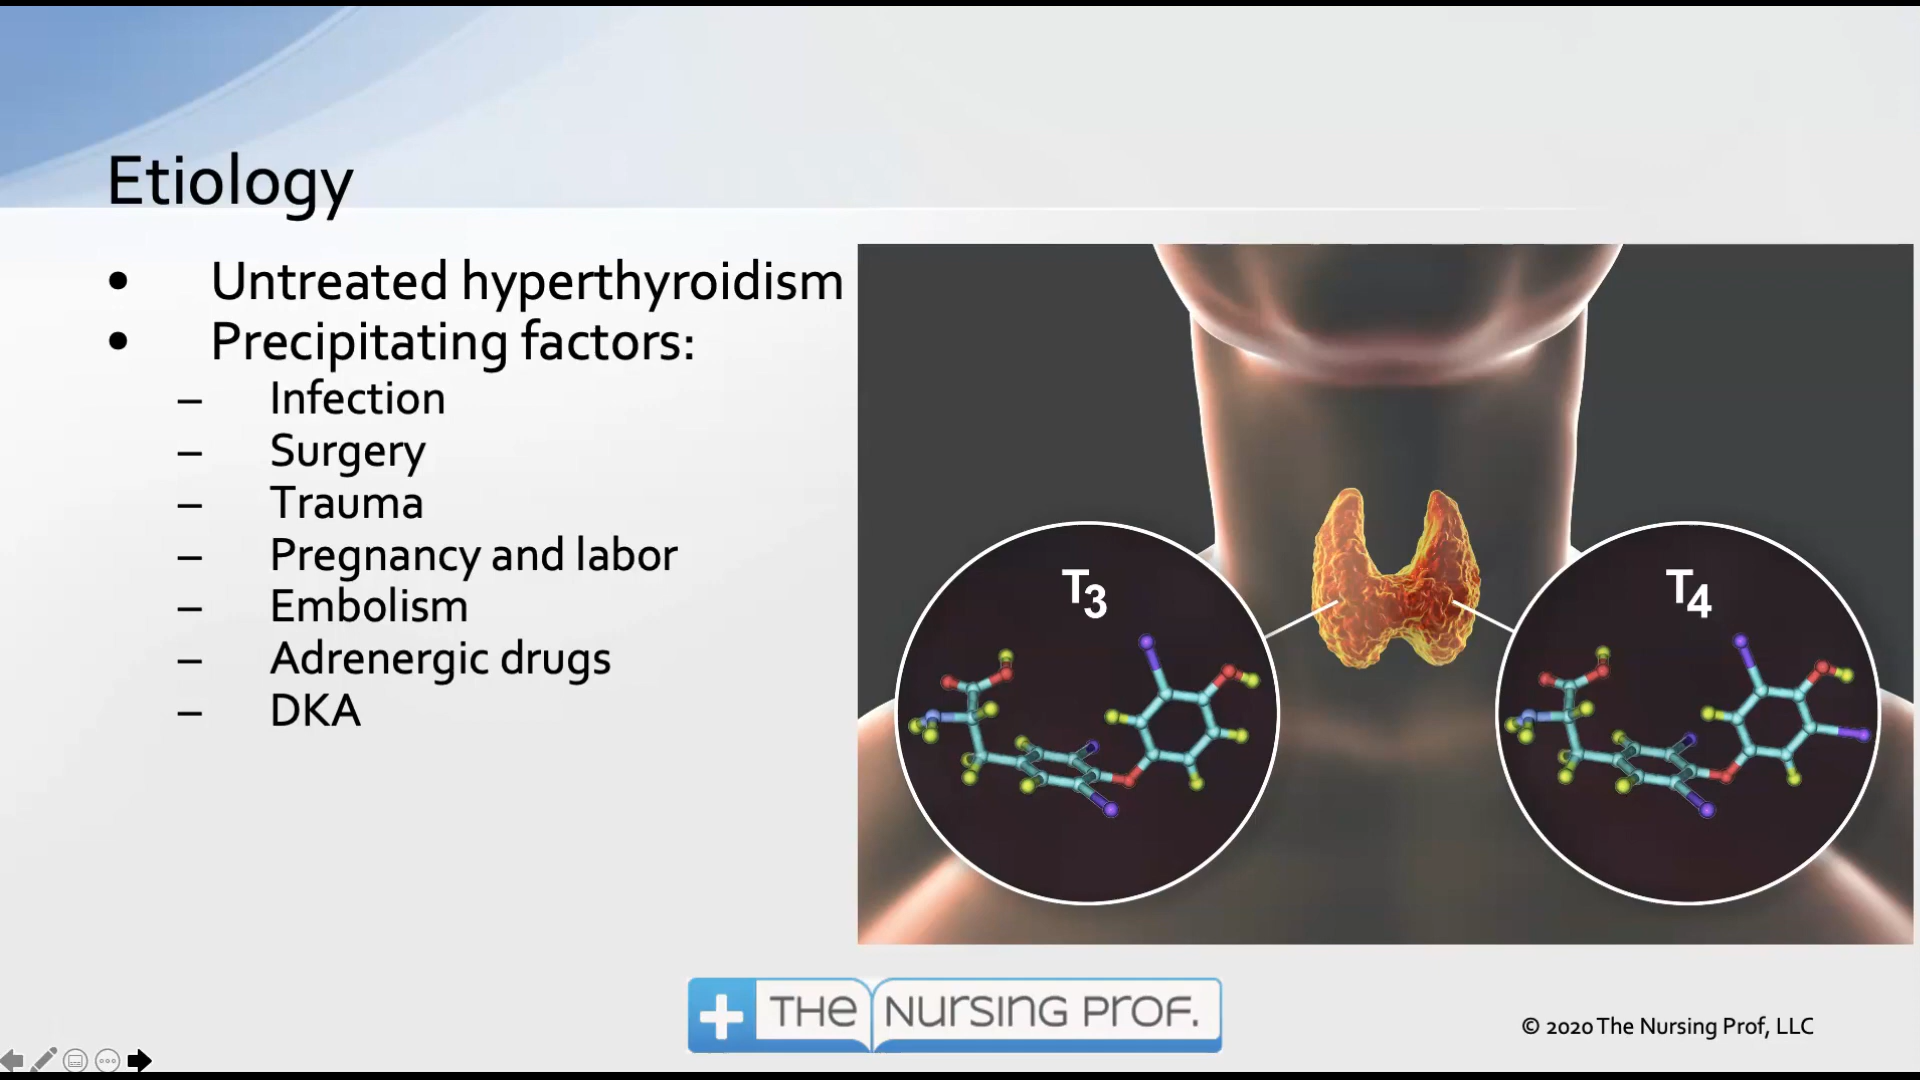 Etiology
• Untreated hyperthyroidism
• Precipitating factors:
– Infection
– Surgery
– Trauma
– Pregnancy and labor
– Embolism
– Adrenergic drugs
– DKA
T3
T4
THE NURSING PROF.
© 2020 The Nursing Prof, LLC